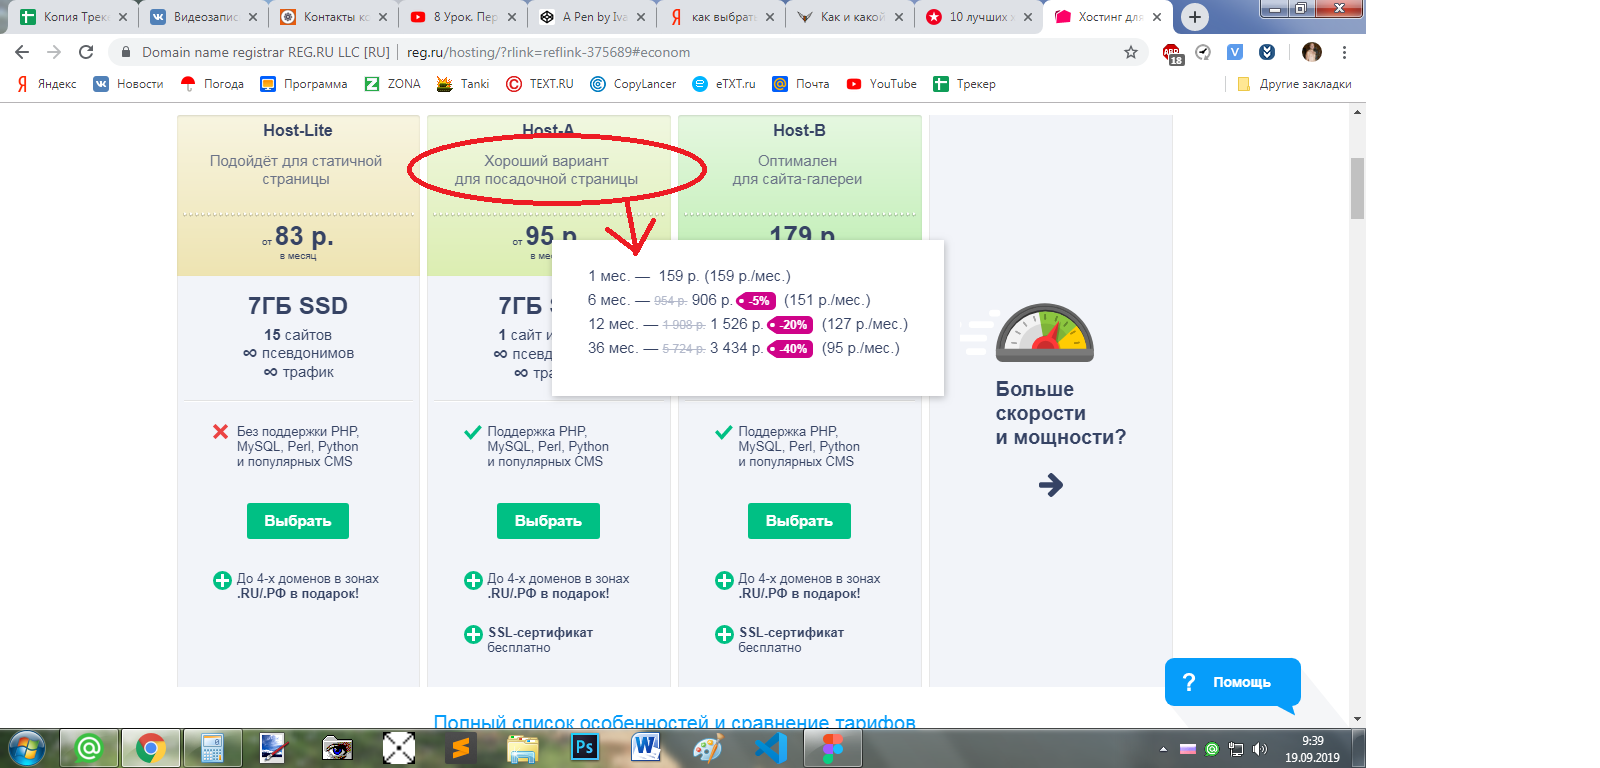 Копия Треке
Видеозапис
Контакты ко
8 Урок. Пер
A Pen by Iva
как выбрать
Как и какой
10 лучших х
Хостинг для
Domain name registrar REG.RU LLC [RU] | reg.ru/hosting/?rlink=reflink-375689#econom
ABP
18
V
Яндекс
Новости
Погода
Программа
ZONA
Tanki
TEXT.RU
CopyLancer
eTXT.ru
Почта
YouTube
Трекер
Другие закладки
Host-Lite
Подойдёт для статичной
страницы
от 83 р.
в месяц
7ГБ SSD
15 сайтов
∞ псевдонимов
∞ трафик
Без поддержки PHP,
MySQL, Perl, Python
и популярных CMS
Выбрать
До 4-х доменов в зонах
.RU/.РФ в подарок!
Host-A
Хороший вариант
для посадочной страницы
от 95 р
в ме
7ГБ
1 сайт и
∞ псевд
∞ тра
1 мес. — 159 р. (159 р./мес.)
6 мес. — 954 р. 906 р. -5% (151 р./мес.)
12 мес. — 1 908 р. 1 526 р. -20% (127 р./мес.)
36 мес. — 5 724 р. 3 434 р. -40% (95 р./мес.)
Поддержка PHP,
MySQL, Perl, Python
и популярных CMS
Выбрать
До 4-х доменов в зонах
.RU/.РФ в подарок!
SSL-сертификат
бесплатно
Host-B
Оптимален
для сайта-галереи
179 р
Поддержка PHP,
MySQL, Perl, Python
и популярных CMS
Выбрать
До 4-х доменов в зонах
.RU/.РФ в подарок!
SSL-сертификат
бесплатно
Больше
скорости
и мощности?
? Помощь
Полный список особенностей и сравнение тарифов
Ps
9:39
19.09.2019